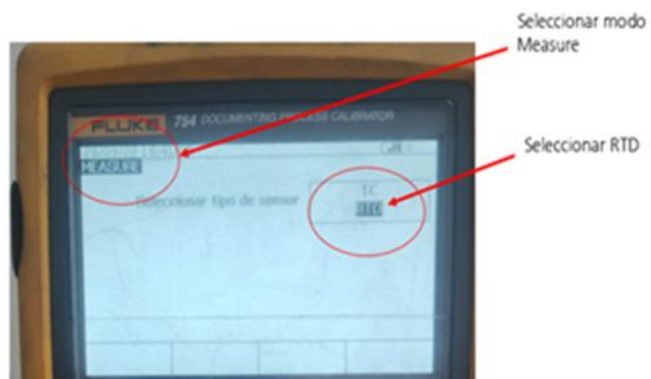 Seleccionar modo
Measure
FLUKE 754 DOCUMENTING PROCESS CALIBRATOR
MEASURE
Seleccionar tipo de sensor
TC
RTD
Seleccionar RTD